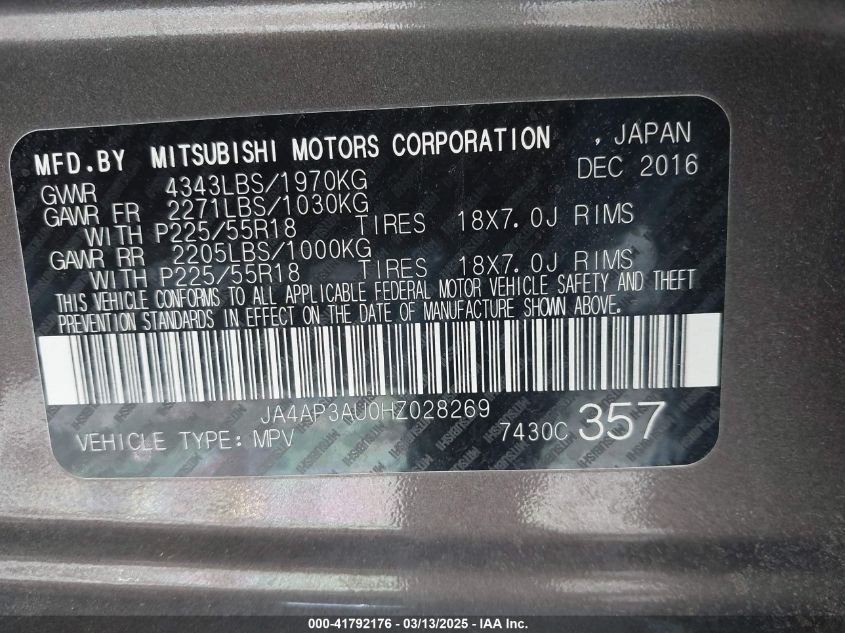 MFD.BY MITSUBISHI MOTORS CORPORATION , JAPAN
DEC 2016
GVWR 4343LBS/1970KG
GAWR FR 2271LBS/1030KG
WITH P225/55R18 TIRES 18X7.0J RIMS
GAWR RR 2205LBS/1000KG
WITH P225/55R18 TIRES 18X7.0J RIMS
THIS VEHICLE CONFORMS TO ALL APPLICABLE FEDERAL MOTOR VEHICLE SAFETY AND THEFT
PREVENTION STANDARDS IN EFFECT ON THE DATE OF MANUFACTURE SHOWN ABOVE.
JA4AP3AU0HZ028269
VEHICLE TYPE: MPV 7430C 357
000-41792176 - 03/13/2025 - IAA Inc.